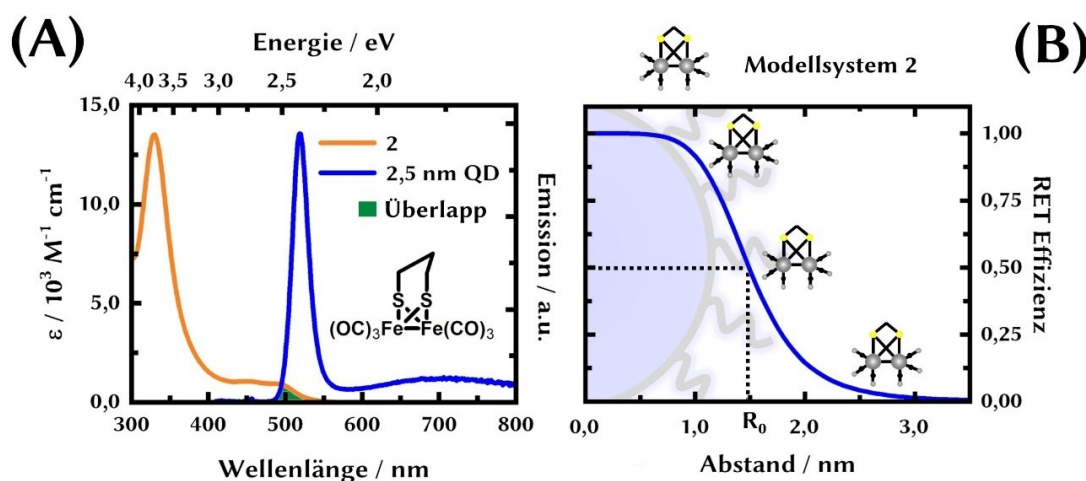 (A)
Energie / eV
4,0 3,5 3,0 2,5 2,0
15,0
10,0
5,0
0,0
ε / 10³ M⁻¹ cm⁻¹
2
2,5 nm QD
Überlapp
S S
(OC)₃Fe Fe(CO)₃
300 400 500 600 700 800
Wellenlänge / nm
Emission / a.u.
(B)
Modellsystem 2
1,00
0,75
0,50
0,25
0,00
RET Effizienz
0,0 1,0 R₀ 2,0 3,0
Abstand / nm